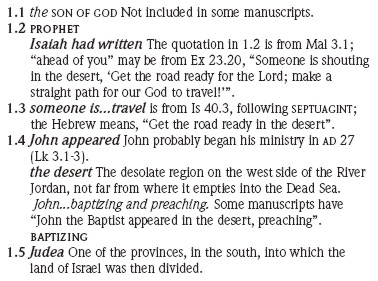 1.1 the SON OF GOD Not included in some manuscripts.
1.2 PROPHET
Isaiah had written The quotation in 1.2 is from Mal 3.1;
“ahead of you” may be from Ex 23.20, “Someone is shouting
in the desert, ‘Get the road ready for the Lord; make a
straight path for our God to travel!’”.
1.3 someone is...travel is from Is 40.3, following SEPTUAGINT;
the Hebrew means, “Get the road ready in the desert”.
1.4 John appeared John probably began his ministry in AD 27
(Lk 3.1-3).
the desert The desolate region on the west side of the River
Jordan, not far from where it empties into the Dead Sea.
John...baptizing and preaching. Some manuscripts have
“John the Baptist appeared in the desert, preaching”.
BAPTIZING
1.5 Judea One of the provinces, in the south, into which the
land of Israel was then divided.